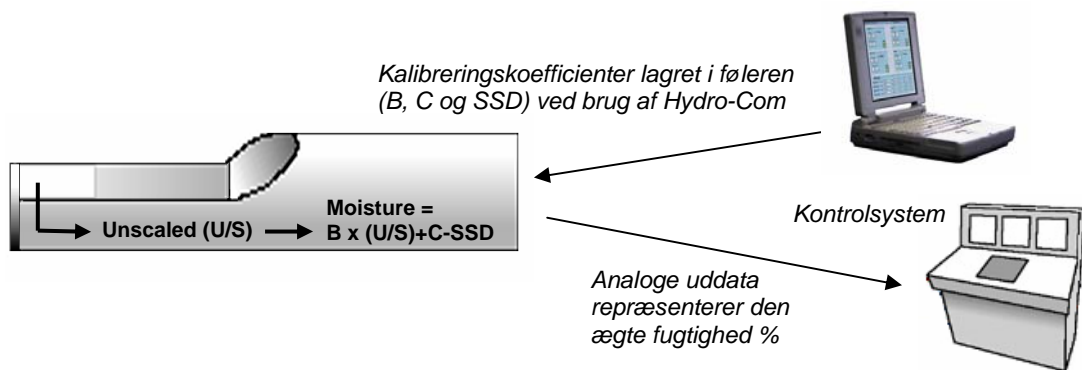 Kalibreringskoefficienter lagret i føleren
(B, C og SSD) ved brug af Hydro-Com
Unscaled (U/S)
Moisture =
B x (U/S)+C-SSD
Kontrolsystem
Analoge uddata
repræsenterer den
ægte fugtighed %